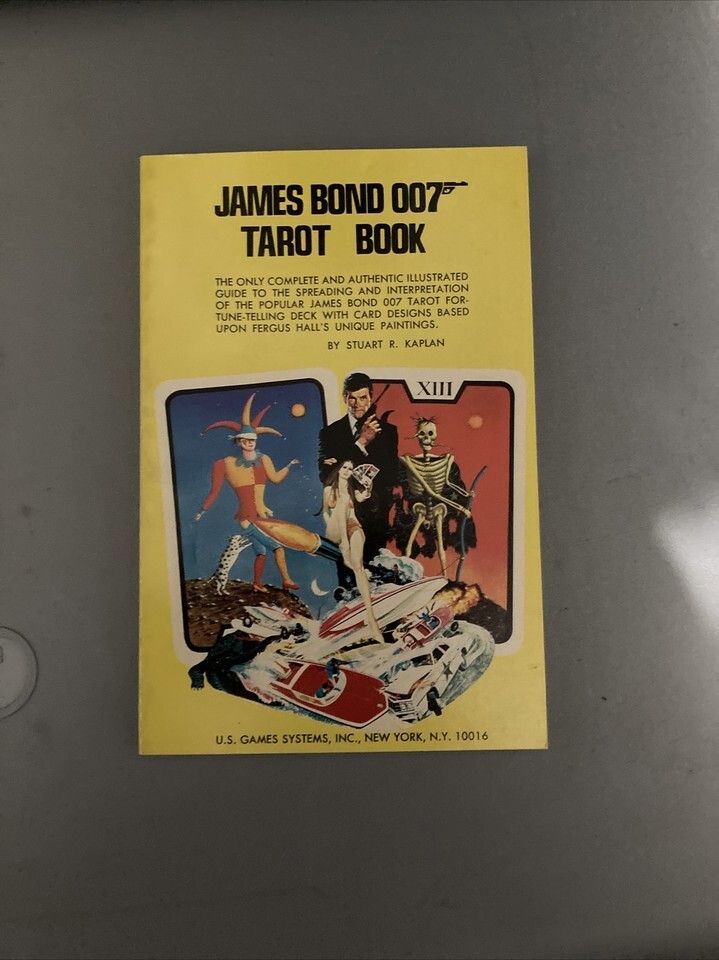 JAMES BOND 007
TAROT BOOK
THE ONLY COMPLETE AND AUTHENTIC ILLUSTRATED
GUIDE TO THE SPREADING AND INTERPRETATION
OF THE POPULAR JAMES BOND 007 TAROT FOR-
TUNE-TELLING DECK WITH CARD DESIGNS BASED
UPON FERGUS HALL'S UNIQUE PAINTINGS.
BY STUART R. KAPLAN
XIII
U.S. GAMES SYSTEMS, INC., NEW YORK, N.Y. 10016